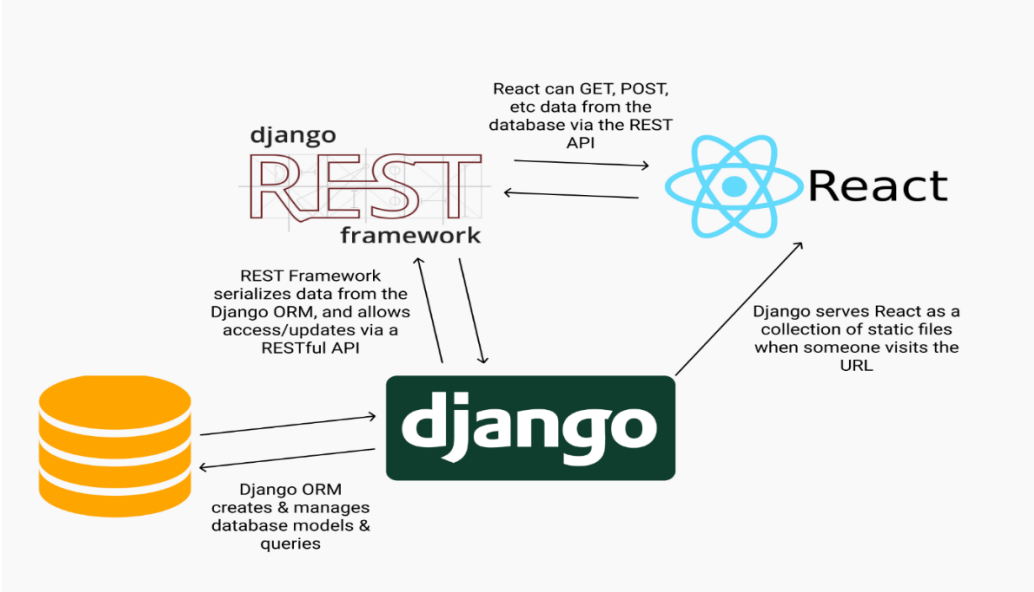 React can GET, POST,
etc data from the
database via the REST
API
django
REST
framework
React
REST Framework
serializes data from the
Django ORM, and allows
access/updates via a
RESTful API
Django serves React as a
collection of static files
when someone visits the
URL
django
Django ORM
creates & manages
database models &
queries